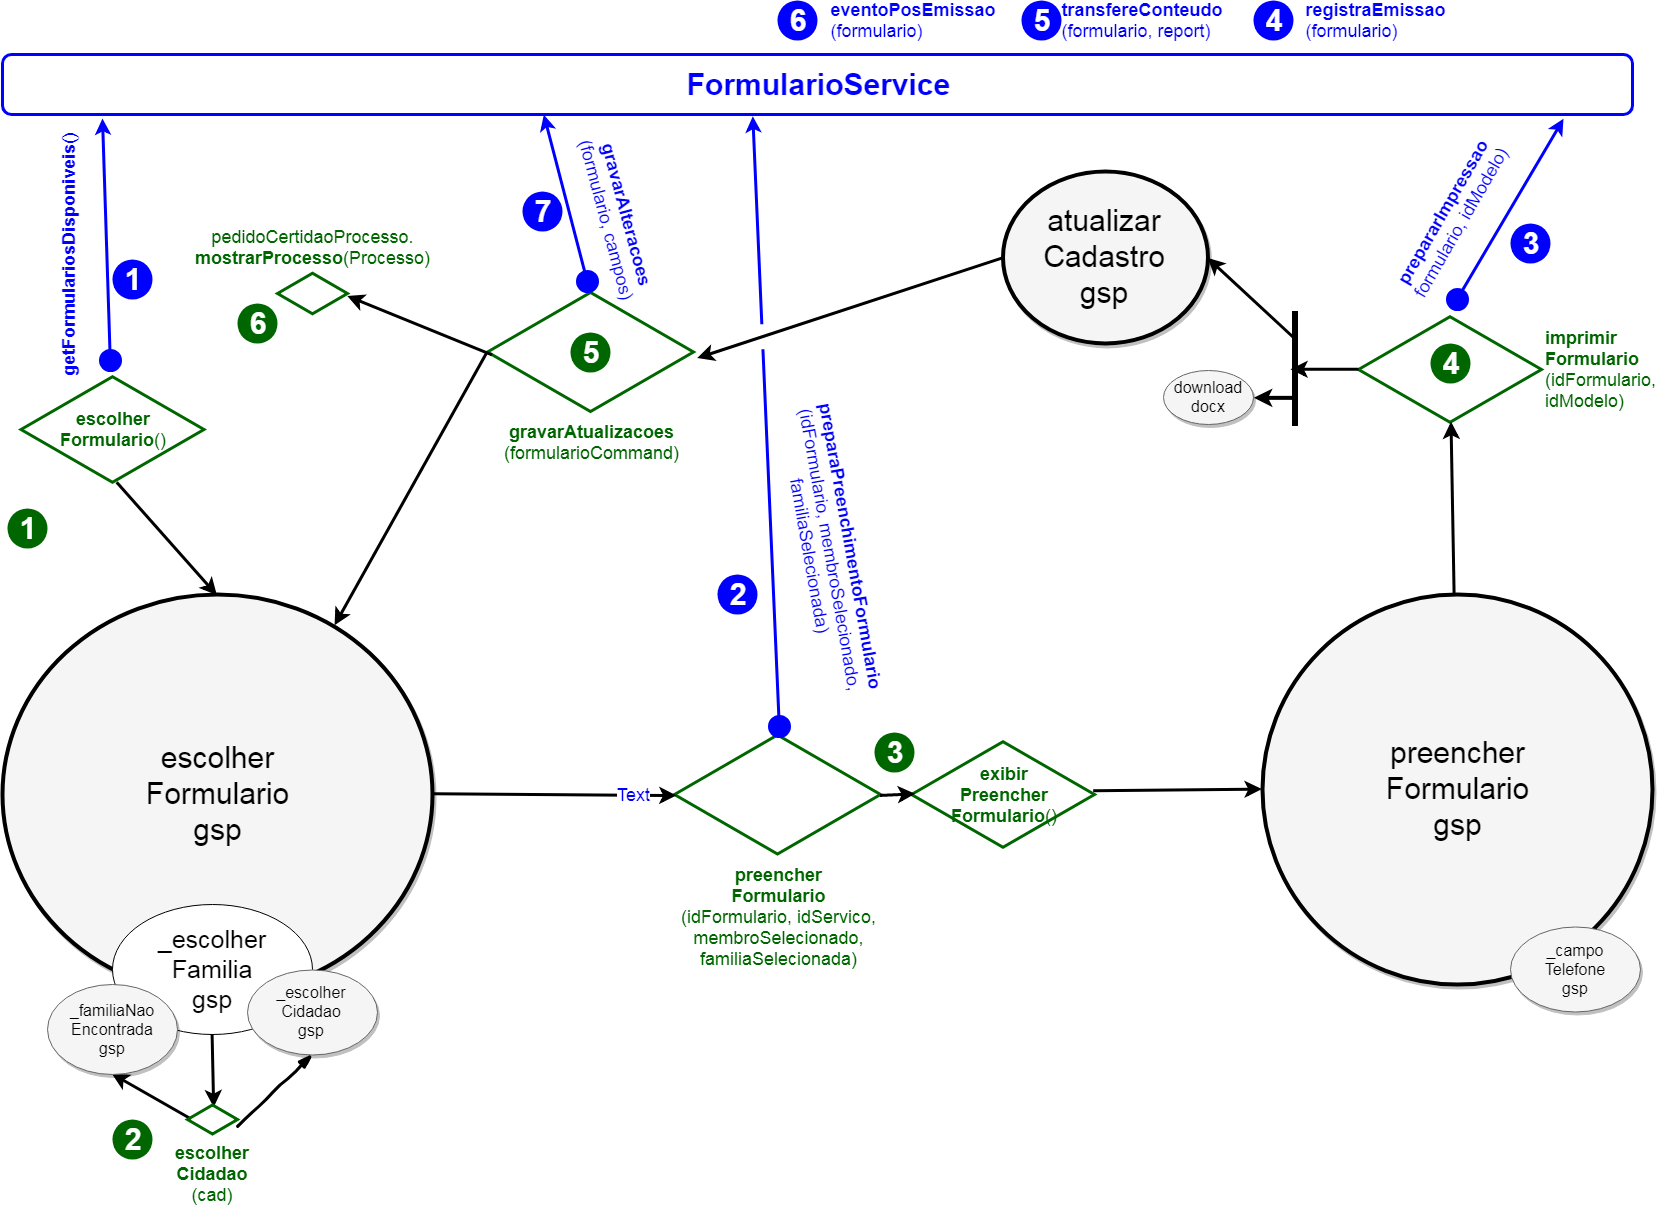 6 eventoPosEmissao
(formulario)
5 transfereConteudo
(formulario, report)
4 registraEmissao
(formulario)
FormularioService
getFormulariosDisponiveis()
1
pedidoCertidaoProcesso.
mostrarProcesso(Processo)
6
7
gravarAlteracoes
(formulario, campos)
5
gravarAtualizacoes
(formularioCommand)
atualizar
Cadastro
gsp
prepararImpressao
formulario, idModelo)
3
4
imprimir
Formulario
(idFormulario,
idModelo)
download
docx
escolher
Formulario()
1
preparaPreenchimentoFormulario
(idFormulario, membroSelecionado,
familiaSelecionada)
2
escolher
Formulario
gsp
Text
3
exibir
Preencher
Formulario()
preencher
Formulario
(idFormulario, idServico,
membroSelecionado,
familiaSelecionada)
preencher
Formulario
gsp
_campo
Telefone
gsp
_escolher
_Familia
gsp
_familiaNao
Encontrada
gsp
_escolher
Cidadao
gsp
2
escolher
Cidadao
(cad)